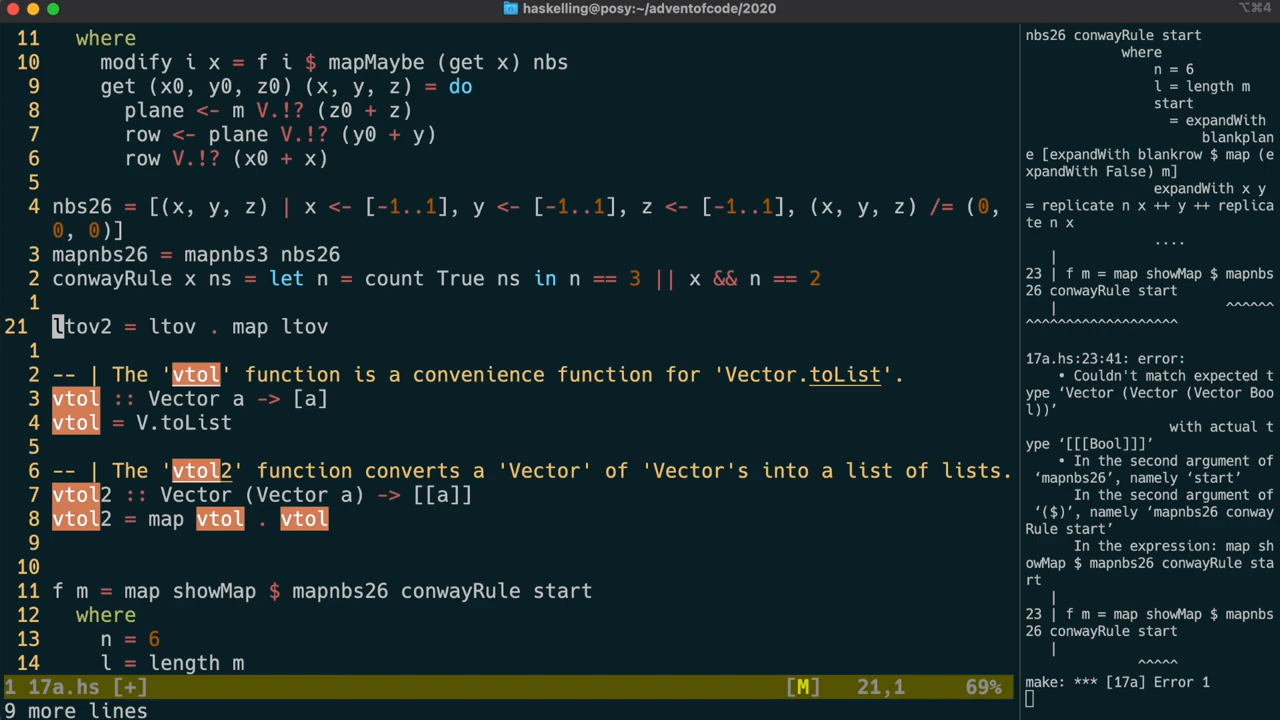 haskelling@posy:~/adventofcode/2020
⌥⌘4
11   where
10     modify i x = f i $ mapMaybe (get x) nbs
9     get (x0, y0, z0) (x, y, z) = do
8       plane <- m V.!? (z0 + z)
7       row <- plane V.!? (y0 + y)
6       row V.!? (x0 + x)
5
4 nbs26 = [(x, y, z) | x <- [-1..1], y <- [-1..1], z <- [-1..1], (x, y, z) /= (0,
0, 0)]
3 mapnbs26 = mapnbs3 nbs26
2 conwayRule x ns = let n = count True ns in n == 3 || x && n == 2
1
21 ltov2 = ltov . map ltov
1
2 -- | The 'vtol' function is a convenience function for 'Vector.toList'.
3 vtol :: Vector a -> [a]
4 vtol = V.toList
5
6 -- | The 'vtol2' function converts a 'Vector' of 'Vector's into a list of lists.
7 vtol2 :: Vector (Vector a) -> [[a]]
8 vtol2 = map vtol . vtol
9
10
11 f m = map showMap $ mapnbs26 conwayRule start
12   where
13     n = 6
14     l = length m
1 17a.hs [+] [M] 21,1 69%
9 more lines
nbs26 conwayRule start
where
n = 6
l = length m
start
= expandWith
blankplan
e [expandWith blankrow $ map (e
xpandWith False) m]
expandWith x y
= replicate n x ++ y ++ replica
te n x
....
|
23 | f m = map showMap $ mapnbs
26 conwayRule start
| ^^^^^^
^^^^^^^^^^^^^^^^^^^
17a.hs:23:41: error:
• Couldn't match expected t
ype ‘Vector (Vector (Vector Boo
l))’
with actual t
ype ‘[[[Bool]]]’
• In the second argument of
‘mapnbs26’, namely ‘start’
In the second argument of
‘($)’, namely ‘mapnbs26 conway
Rule start’
In the expression: map sh
owMap $ mapnbs26 conwayRule sta
rt
|
23 | f m = map showMap $ mapnbs
26 conwayRule start
|
^^^^^
make: *** [17a] Error 1